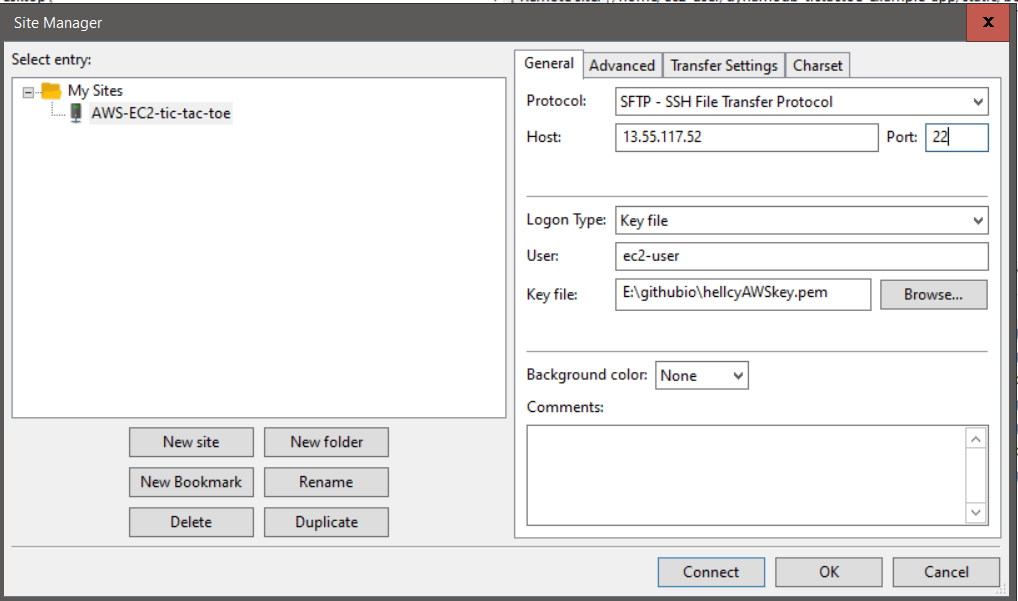 Site Manager
x
Select entry:
My Sites
AWS-EC2-tic-tac-toe
New site
New folder
New Bookmark
Rename
Delete
Duplicate
General
Advanced
Transfer Settings
Charset
Protocol:
SFTP - SSH File Transfer Protocol
Host:
13.55.117.52
Port:
22
Logon Type:
Key file
User:
ec2-user
Key file:
E:\githubio\hellcyAWSkey.pem
Browse...
Background color:
None
Comments:
Connect
OK
Cancel